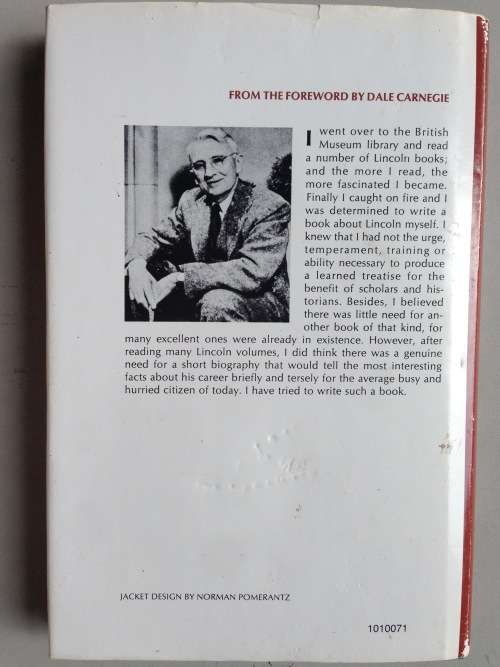 FROM THE FOREWORD BY DALE CARNEGIE
I went over to the British
Museum library and read
a number of Lincoln books;
and the more I read, the
more fascinated I became.
Finally I caught on fire and I
was determined to write a
book about Lincoln myself. I
knew that I had not the urge,
temperament, training or
ability necessary to produce
a learned treatise for the
benefit of scholars and his-
torians. Besides, I believed
there was little need for an-
other book of that kind, for
many excellent ones were already in existence. However, after
reading many Lincoln volumes, I did think there was a genuine
need for a short biography that would tell the most interesting
facts about his career briefly and tersely for the average busy and
hurried citizen of today. I have tried to write such a book.
JACKET DESIGN BY NORMAN POMERANTZ
1010071